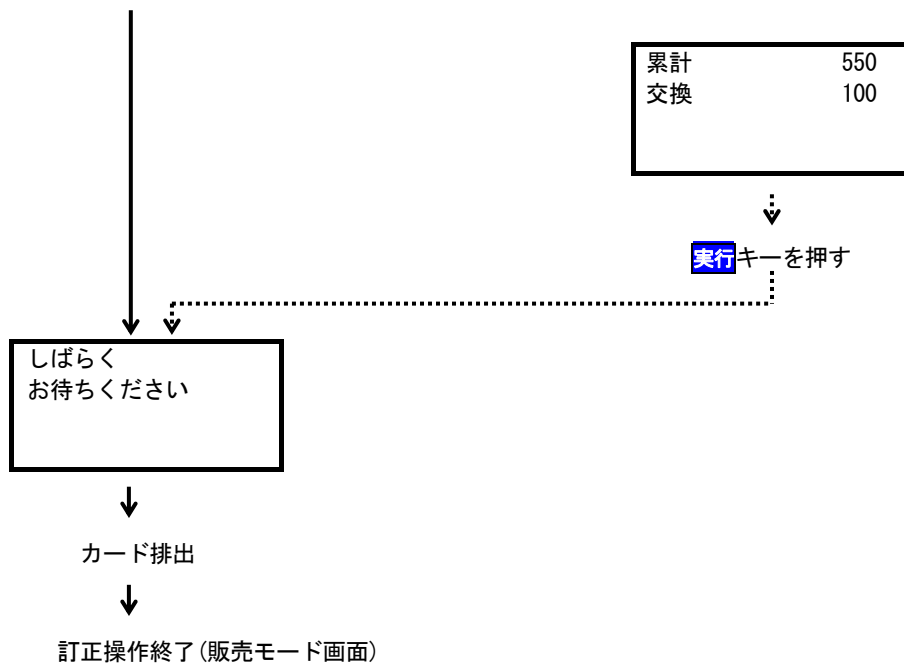 累計 550
交換 100
実行キーを押す
しばらく
お待ちください
カード排出
訂正操作終了(販売モード画面)